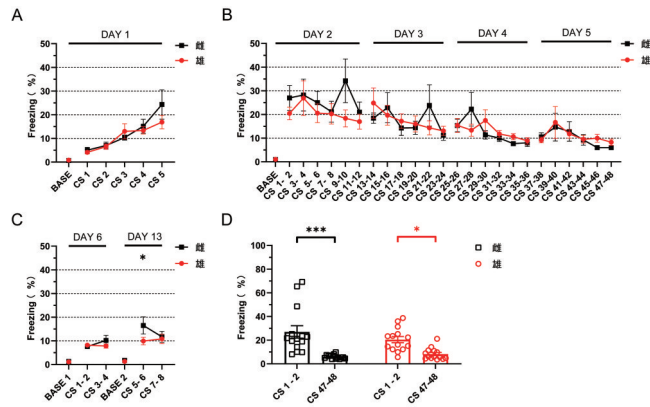 A
DAY 1
雌
雄
Freezing ( %)
50
40
30
20
10
0
BASE
CS 1
CS 2
CS 3
CS 4
CS 5
B
DAY 2
DAY 3
DAY 4
DAY 5
雌
雄
Freezing ( %)
50
40
30
20
10
0
BASE
CS 1- 2
CS 3- 4
CS 5- 6
CS 7- 8
CS 9-10
CS 11-12
CS 13-14
CS 15-16
CS 17-18
CS 19-20
CS 21-22
CS 23-24
CS 25-26
CS 27-28
CS 29-30
CS 31-32
CS 33-34
CS 35-36
CS 37-38
CS 39-40
CS 41-42
CS 43-44
CS 45-46
CS 47-48
C
DAY 6
DAY 13
雌
雄
*
Freezing ( %)
50
40
30
20
10
0
BASE 1
CS 1- 2
CS 3- 4
BASE 2
CS 5- 6
CS 7- 8
D
***
*
雌
雄
Freezing ( %)
100
80
60
40
20
0
CS 1 - 2
CS 47-48
CS 1 - 2
CS 47-48